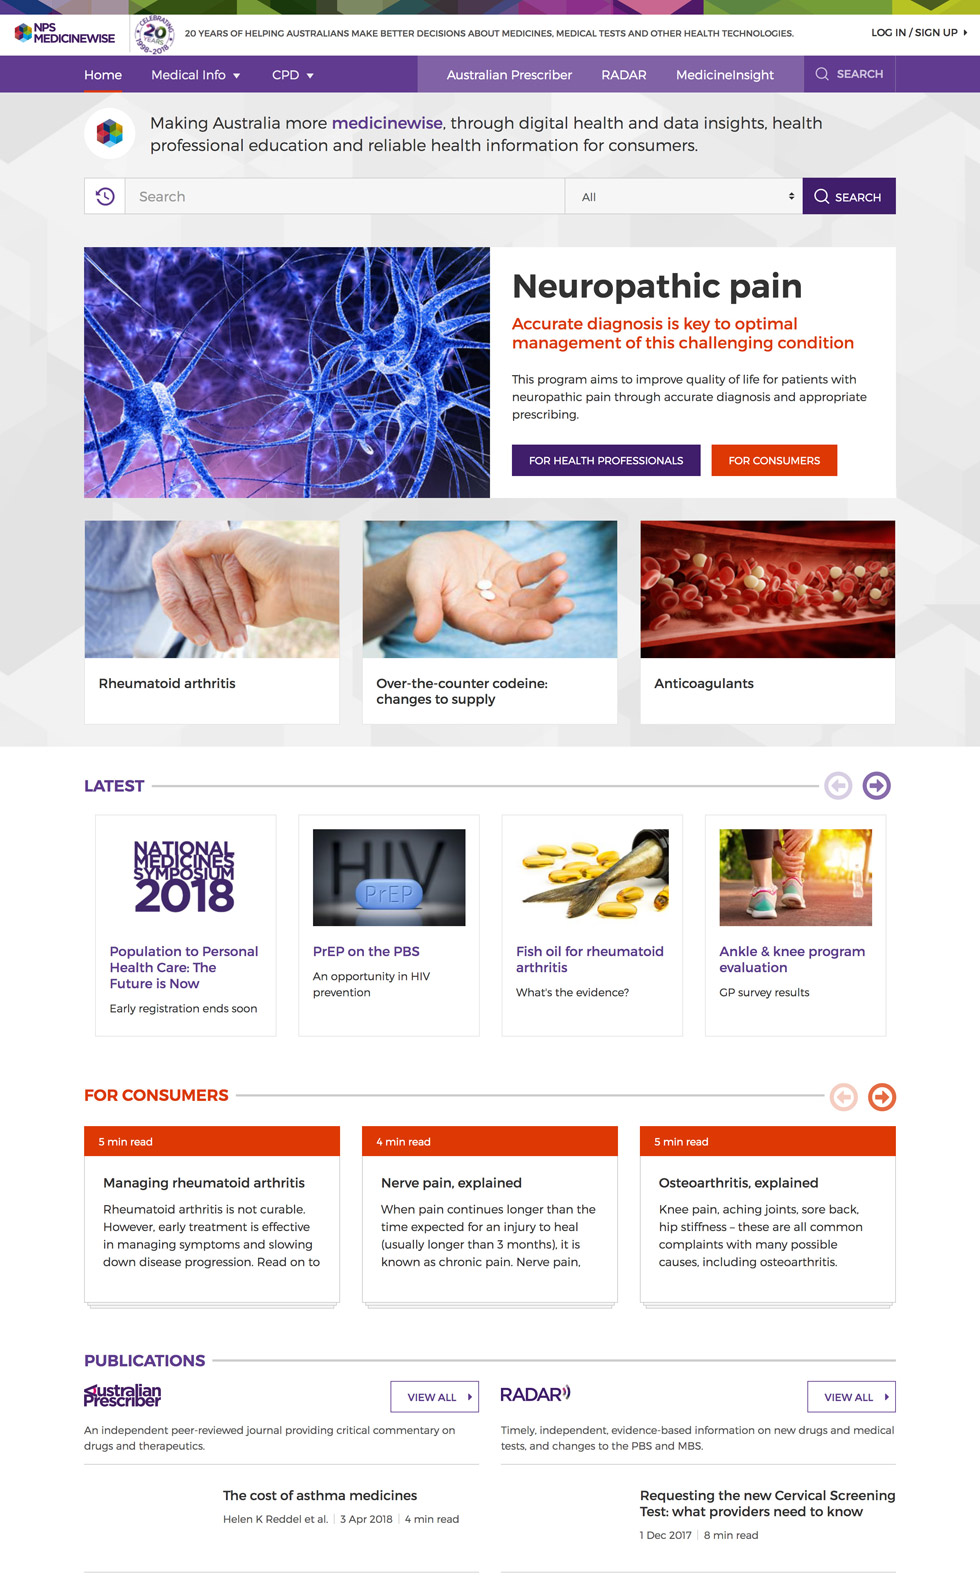 NPS
MEDICINEWISE
CELEBRATING
20
YEARS
1998-2018
20 YEARS OF HELPING AUSTRALIANS MAKE BETTER DECISIONS ABOUT MEDICINES, MEDICAL TESTS AND OTHER HEALTH TECHNOLOGIES.
LOG IN / SIGN UP
Home
Medical Info
CPD
Australian Prescriber
RADAR
MedicineInsight
SEARCH
Making Australia more medicinewise, through digital health and data insights, health
professional education and reliable health information for consumers.
Search
All
SEARCH
Neuropathic pain
Accurate diagnosis is key to optimal
management of this challenging condition
This program aims to improve quality of life for patients with
neuropathic pain through accurate diagnosis and appropriate
prescribing.
FOR HEALTH PROFESSIONALS
FOR CONSUMERS
Rheumatoid arthritis
Over-the-counter codeine:
changes to supply
Anticoagulants
LATEST
NATIONAL
MEDICINES
SYMPOSIUM
2018
Population to Personal
Health Care: The
Future is Now
Early registration ends soon
HIV
PrEP
PrEP on the PBS
An opportunity in HIV
prevention
Fish oil for rheumatoid
arthritis
What's the evidence?
Ankle & knee program
evaluation
GP survey results
FOR CONSUMERS
5 min read
Managing rheumatoid arthritis
Rheumatoid arthritis is not curable.
However, early treatment is effective
in managing symptoms and slowing
down disease progression. Read on to
4 min read
Nerve pain, explained
When pain continues longer than the
time expected for an injury to heal
(usually longer than 3 months), it is
known as chronic pain. Nerve pain,
5 min read
Osteoarthritis, explained
Knee pain, aching joints, sore back,
hip stiffness – these are all common
complaints with many possible
causes, including osteoarthritis.
PUBLICATIONS
Australian
Prescriber
VIEW ALL
An independent peer-reviewed journal providing critical commentary on
drugs and therapeutics.
The cost of asthma medicines
Helen K Reddel et al. | 3 Apr 2018 | 4 min read
RADAR
VIEW ALL
Timely, independent, evidence-based information on new drugs and medical
tests, and changes to the PBS and MBS.
Requesting the new Cervical Screening
Test: what providers need to know
1 Dec 2017 | 8 min read